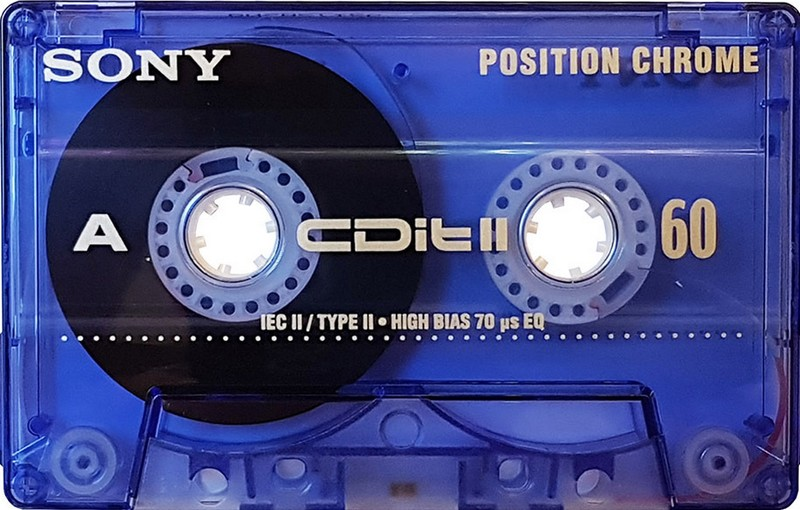 SONY
POSITION CHROME
A
CDit II
60
IEC II / TYPE II • HIGH BIAS 70 µs EQ